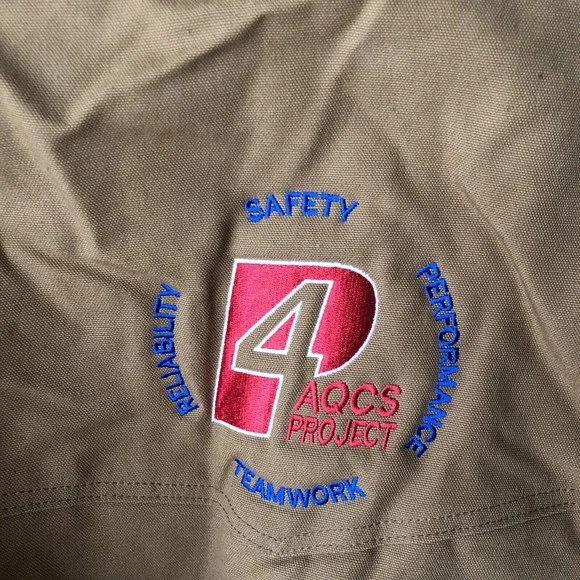 SAFETY
RELIABILITY
PERFORMANCE
P4
AQCS
PROJECT
TEAMWORK